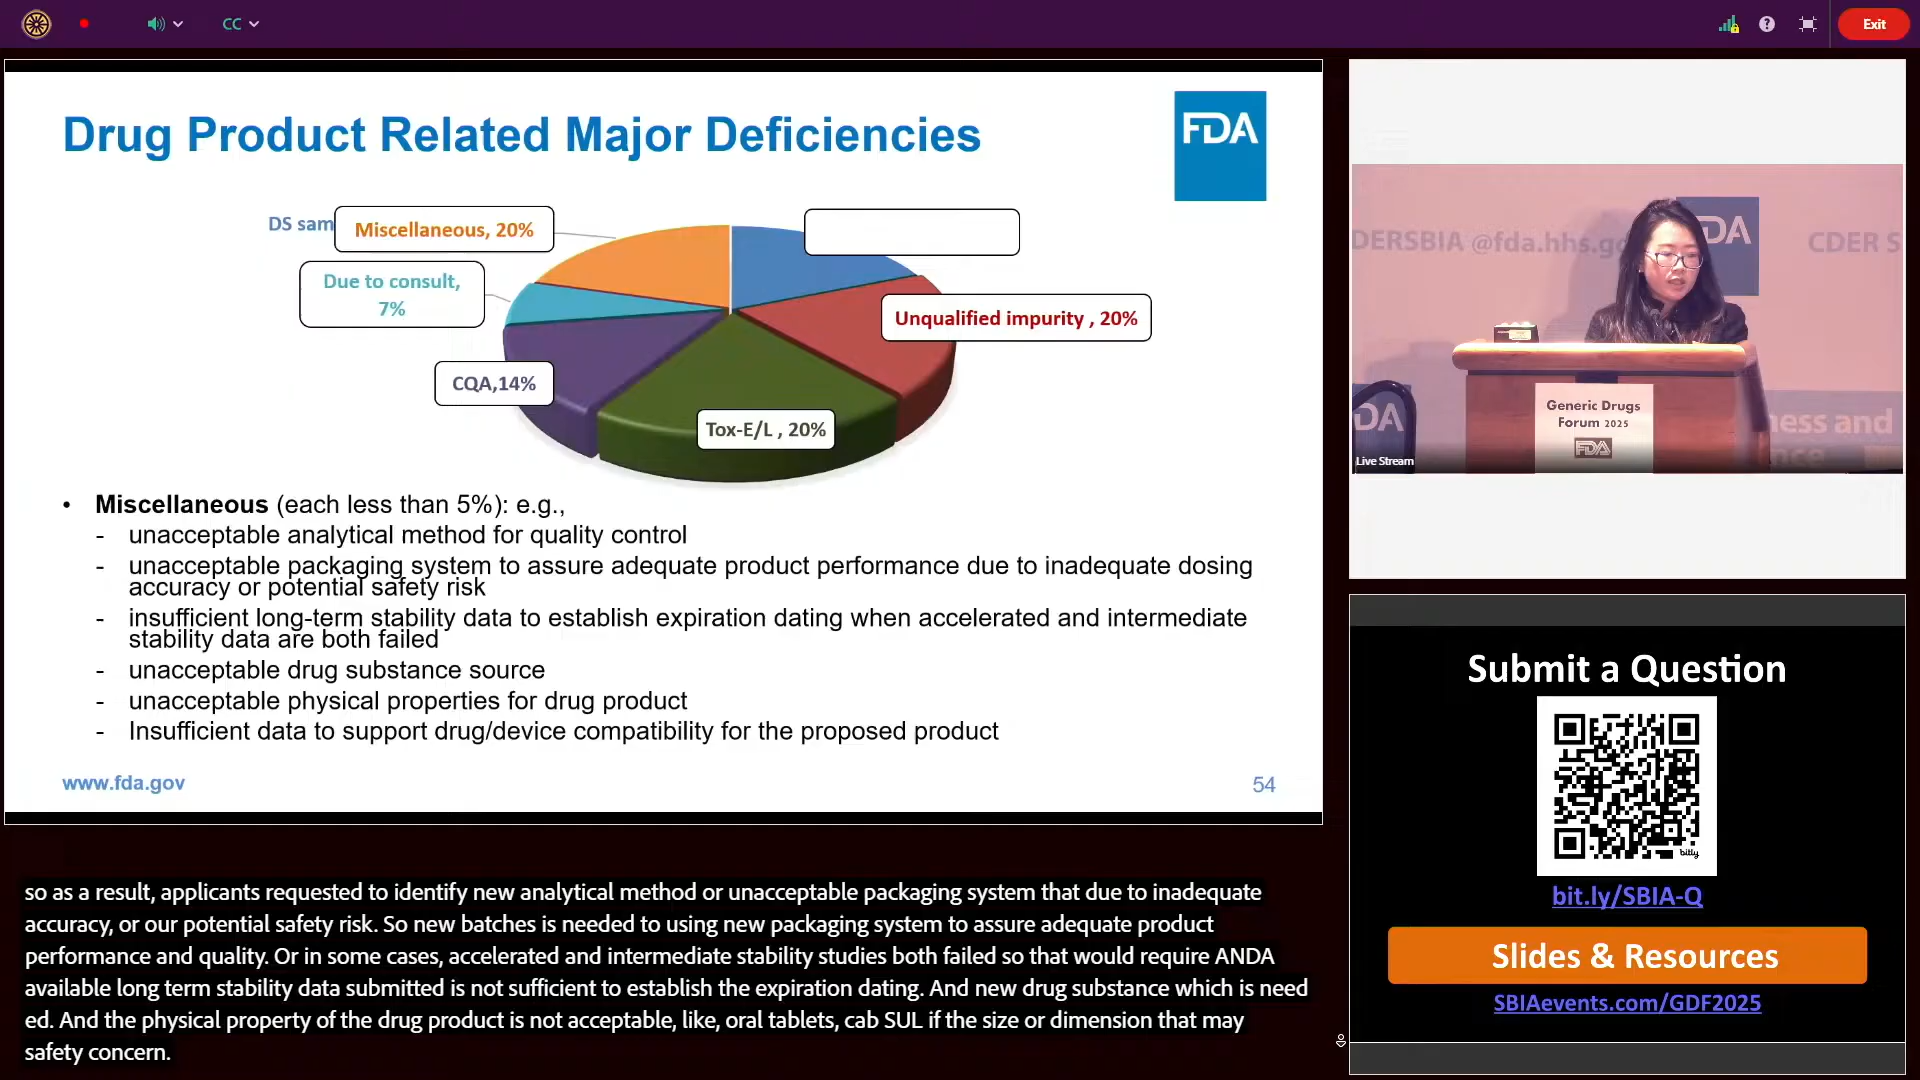 CC
Exit
Drug Product Related Major Deficiencies
FDA
DS sam
Miscellaneous, 20%
Due to consult,
7%
Unqualified impurity , 20%
CQA,14%
Tox-E/L , 20%
• Miscellaneous (each less than 5%): e.g.,
- unacceptable analytical method for quality control
- unacceptable packaging system to assure adequate product performance due to inadequate dosing
accuracy or potential safety risk
- insufficient long-term stability data to establish expiration dating when accelerated and intermediate
stability data are both failed
- unacceptable drug substance source
- unacceptable physical properties for drug product
- Insufficient data to support drug/device compatibility for the proposed product
www.fda.gov
54
so as a result, applicants requested to identify new analytical method or unacceptable packaging system that due to inadequate
accuracy, or our potential safety risk. So new batches is needed to using new packaging system to assure adequate product
performance and quality. Or in some cases, accelerated and intermediate stability studies both failed so that would require ANDA
available long term stability data submitted is not sufficient to establish the expiration dating. And new drug substance which is need
ed. And the physical property of the drug product is not acceptable, like, oral tablets, cab SUL if the size or dimension that may
safety concern.
DERSBIA @fda.hhs.go
DA
CDER S
Generic Drugs
Forum 2025
FDA
DA
ness and
nce
Live Stream
Submit a Question
bitly
bit.ly/SBIA-Q
Slides & Resources
SBIAevents.com/GDF2025